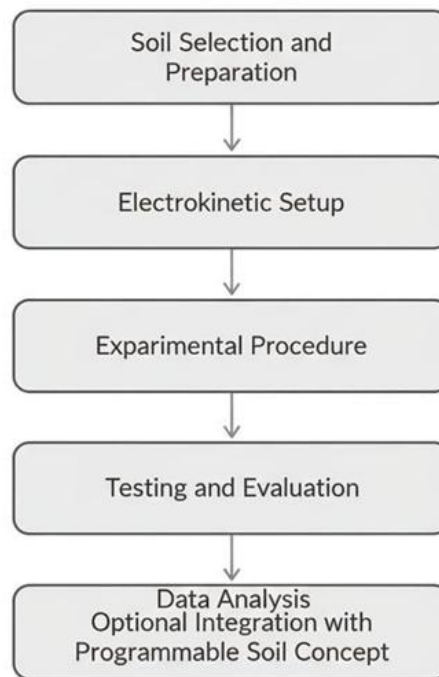 Soil Selection and
Preparation
Electrokinetic Setup
Exparimental Procedure
Testing and Evaluation
Data Analysis
Optional Integration with
Programmable Soil Concept